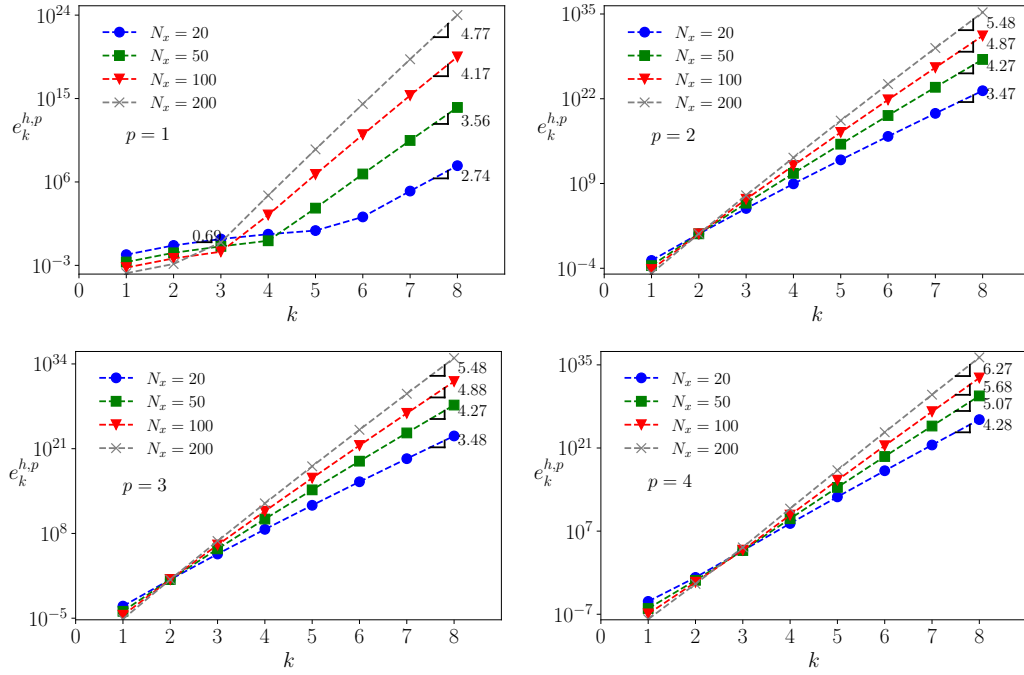 10^24
10^15
10^6
10^−3
e_k^{h,p}
N_x = 20
N_x = 50
N_x = 100
N_x = 200
p = 1
4.77
4.17
3.56
2.74
0.69
0 1 2 3 4 5 6 7 8
k
10^35
10^22
10^9
10^−4
e_k^{h,p}
N_x = 20
N_x = 50
N_x = 100
N_x = 200
p = 2
5.48
4.87
4.27
3.47
0 1 2 3 4 5 6 7 8
k
10^34
10^21
10^8
10^−5
e_k^{h,p}
N_x = 20
N_x = 50
N_x = 100
N_x = 200
p = 3
5.48
4.88
4.27
3.48
0 1 2 3 4 5 6 7 8
k
10^35
10^21
10^7
10^−7
e_k^{h,p}
N_x = 20
N_x = 50
N_x = 100
N_x = 200
p = 4
6.27
5.68
5.07
4.28
0 1 2 3 4 5 6 7 8
k